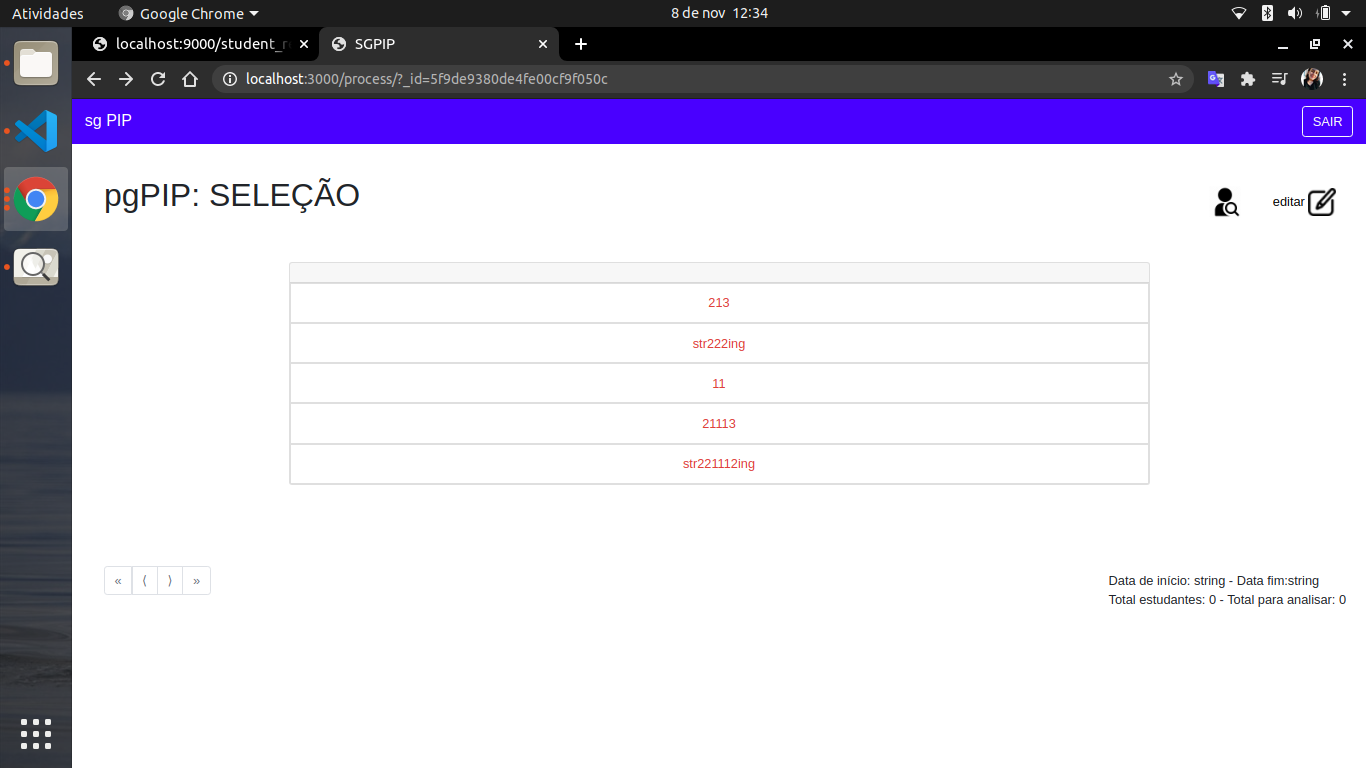 Atividades
Google Chrome
8 de nov 12:34
localhost:9000/student_r
SGPIP
localhost:3000/process/?_id=5f9de9380de4fe00cf9f050c
sg PIP
SAIR
pgPIP: SELEÇÃO
editar
213
str222ing
11
21113
str221112ing
« ⟨ ⟩ »
Data de início: string - Data fim:string
Total estudantes: 0 - Total para analisar: 0